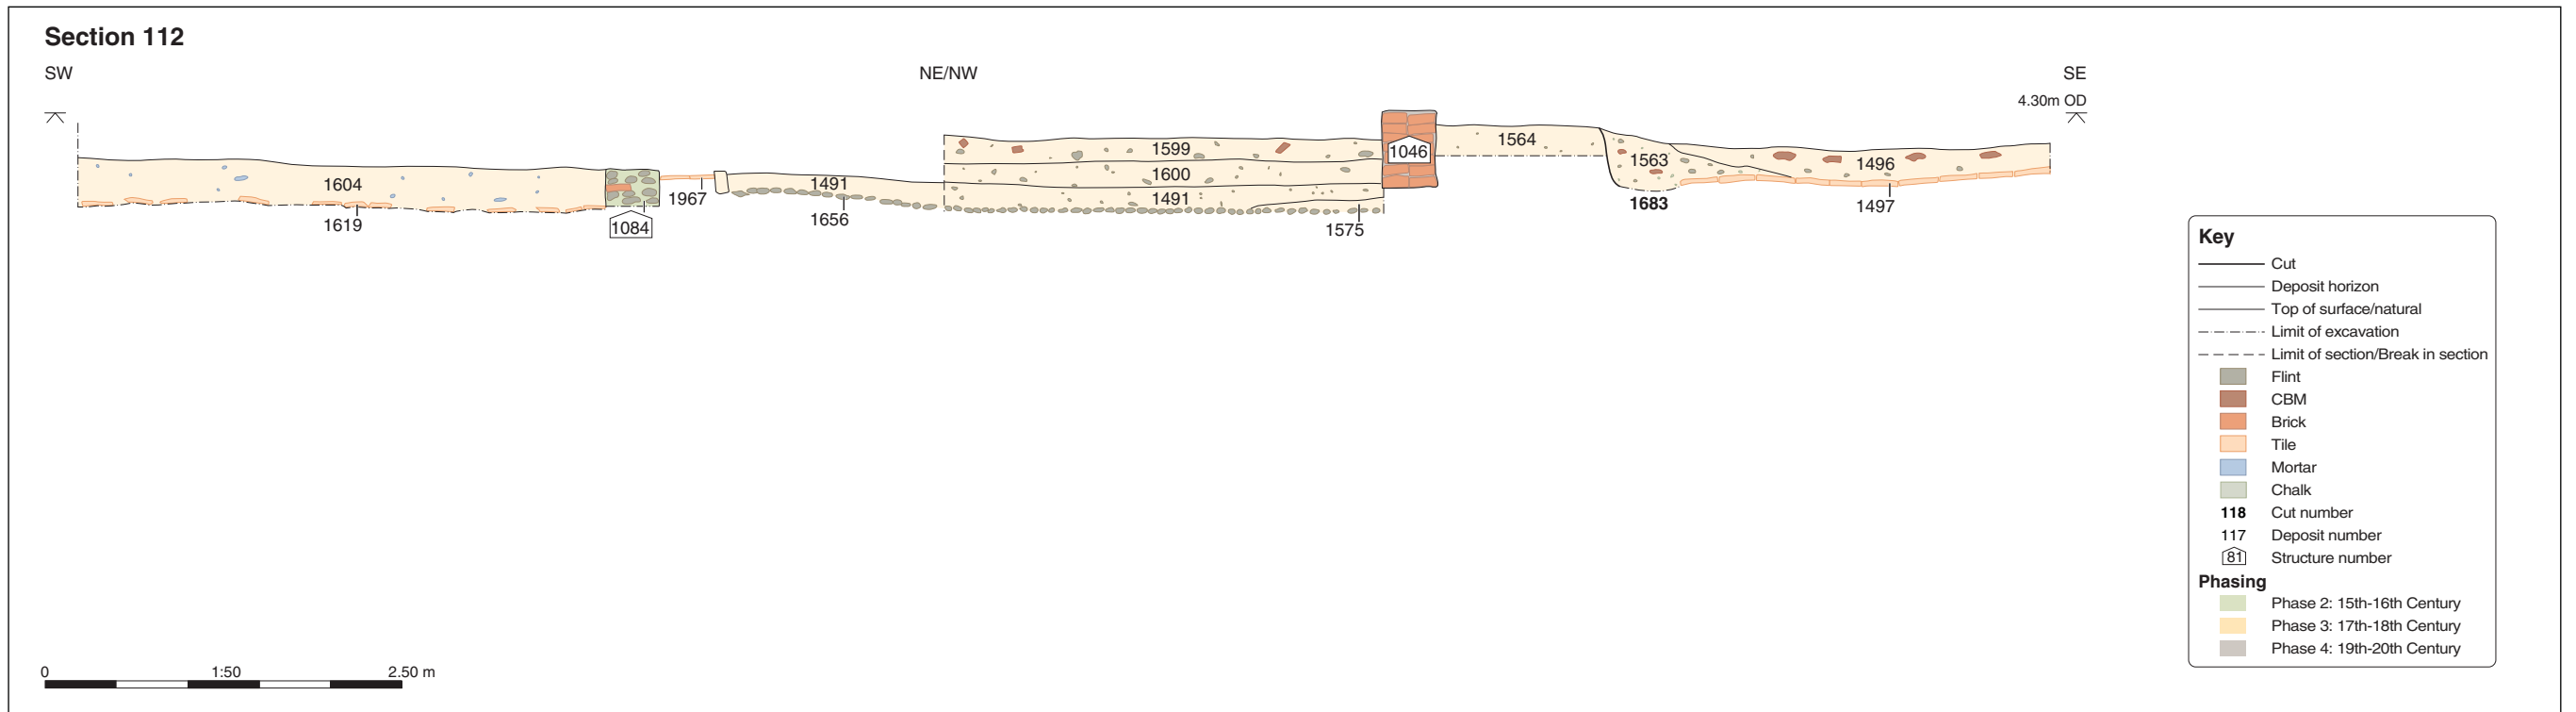 Section 112
SW
NE/NW
SE
4.30m OD
1599
1046
1564
1563
1496
1604
1600
1491
1491
1967
1619
1084
1656
1575
1683
1497
Key
Cut
Deposit horizon
Top of surface/natural
Limit of excavation
Limit of section/Break in section
Flint
CBM
Brick
Tile
Mortar
Chalk
118 Cut number
117 Deposit number
81 Structure number
Phasing
Phase 2: 15th-16th Century
Phase 3: 17th-18th Century
Phase 4: 19th-20th Century
0 1:50 2.50 m